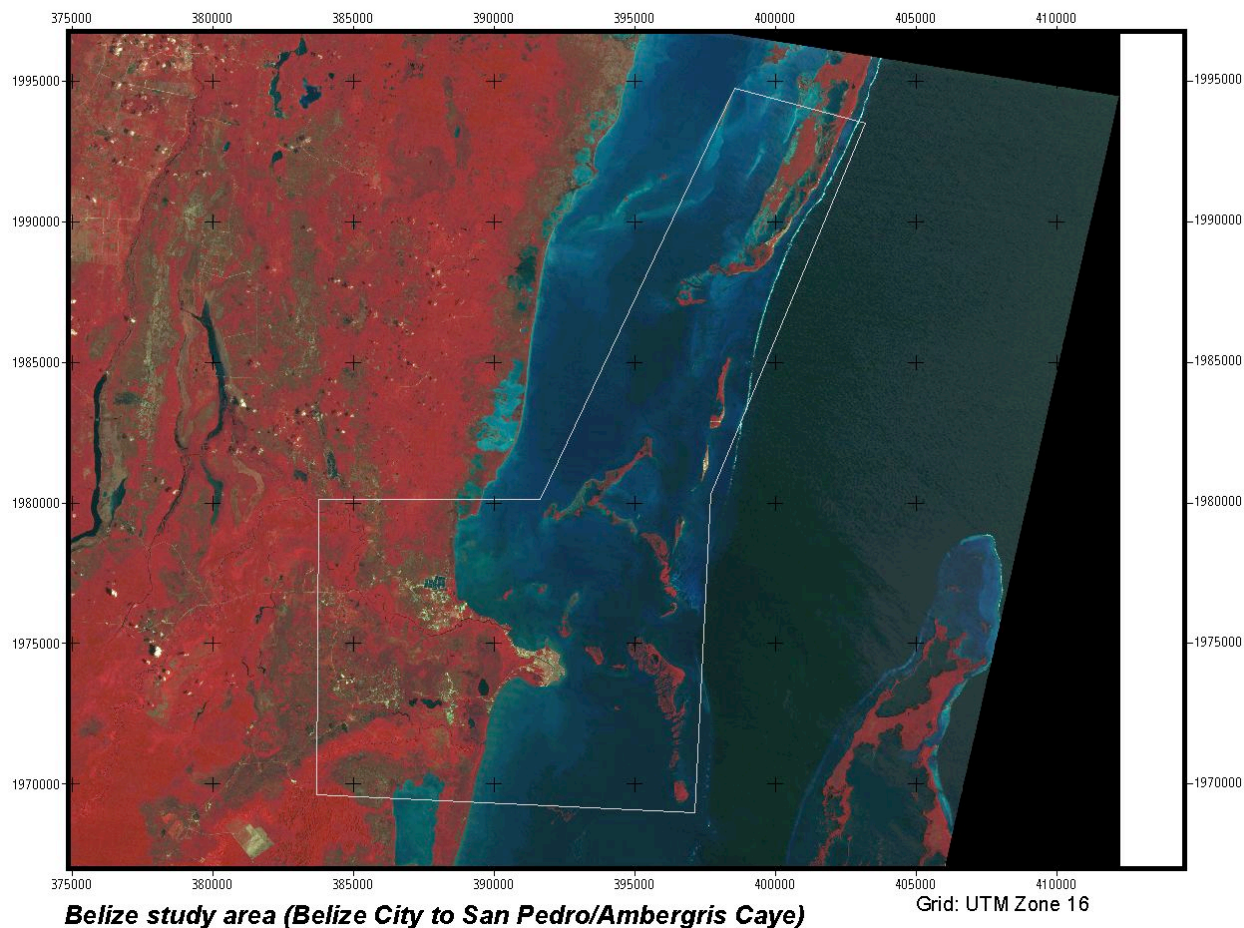 375000 380000 385000 390000 395000 400000 405000 410000
1995000 1995000
1990000 1990000
1985000 1985000
1980000 1980000
1975000 1975000
1970000 1970000
375000 380000 385000 390000 395000 400000 405000 410000
Belize study area (Belize City to San Pedro/Ambergris Caye)
Grid: UTM Zone 16